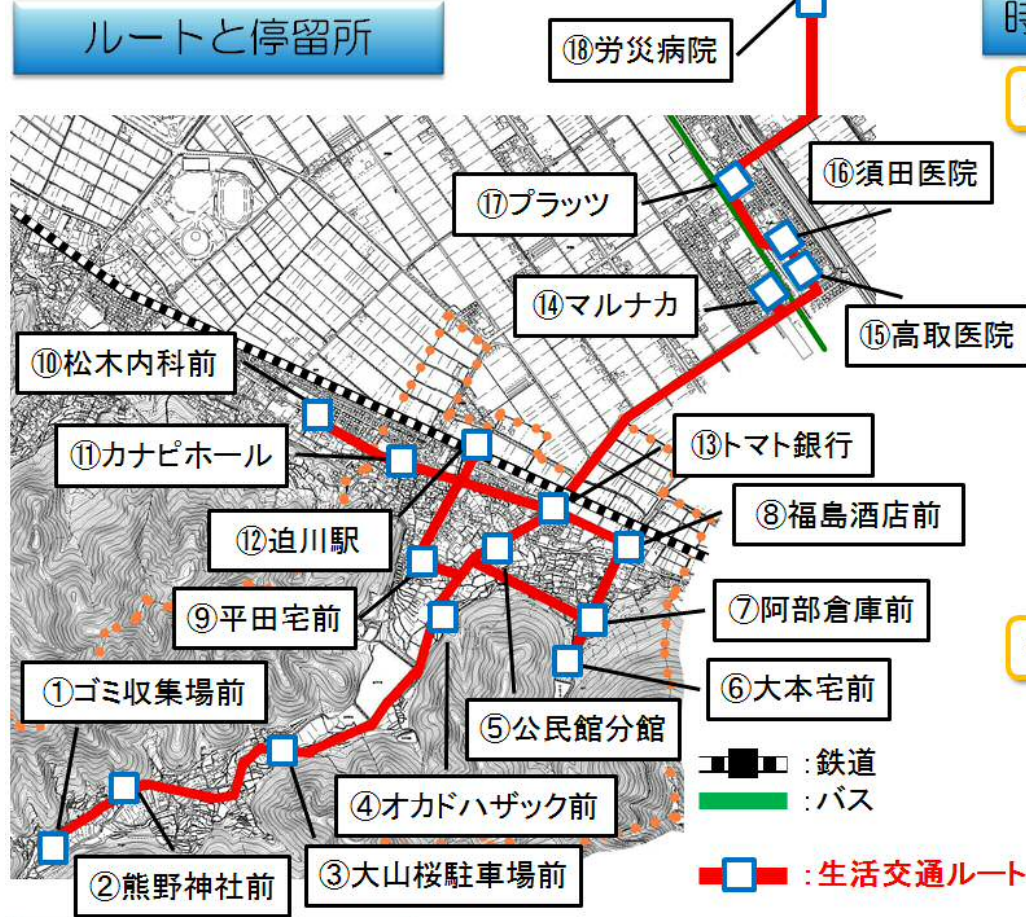 ルートと停留所
時
⑱労災病院
⑯須田医院
⑰プラッツ
⑭マルナカ
⑮高取医院
⑩松木内科前
⑪カナピホール
⑬トマト銀行
⑧福島酒店前
⑫迫川駅
⑨平田宅前
⑦阿部倉庫前
①ゴミ収集場前
⑥大本宅前
⑤公民館分館
④オカドハザック前
②熊野神社前
③大山桜駐車場前
：鉄道
：バス
：生活交通ルート